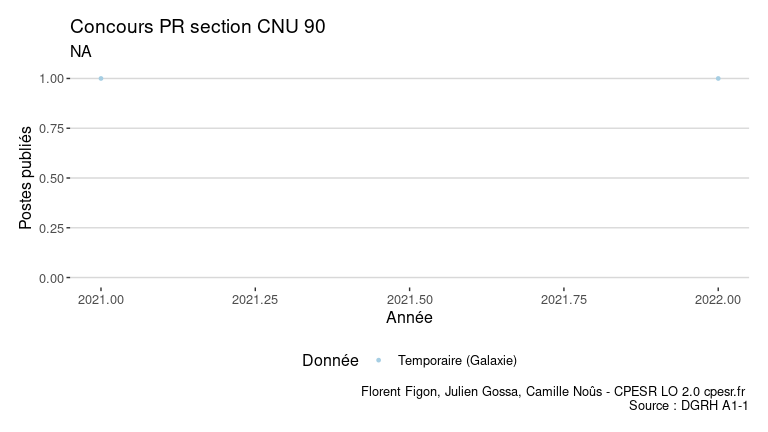 Concours PR section CNU 90
NA
Postes publiés
1.00
0.75
0.50
0.25
0.00
2021.00 2021.25 2021.50 2021.75 2022.00
Année
Donnée Temporaire (Galaxie)
Florent Figon, Julien Gossa, Camille Noûs - CPESR LO 2.0 cpesr.fr
Source : DGRH A1-1